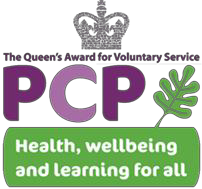 The Queen's Award for Voluntary Service
PCP
Health, wellbeing
and learning for all